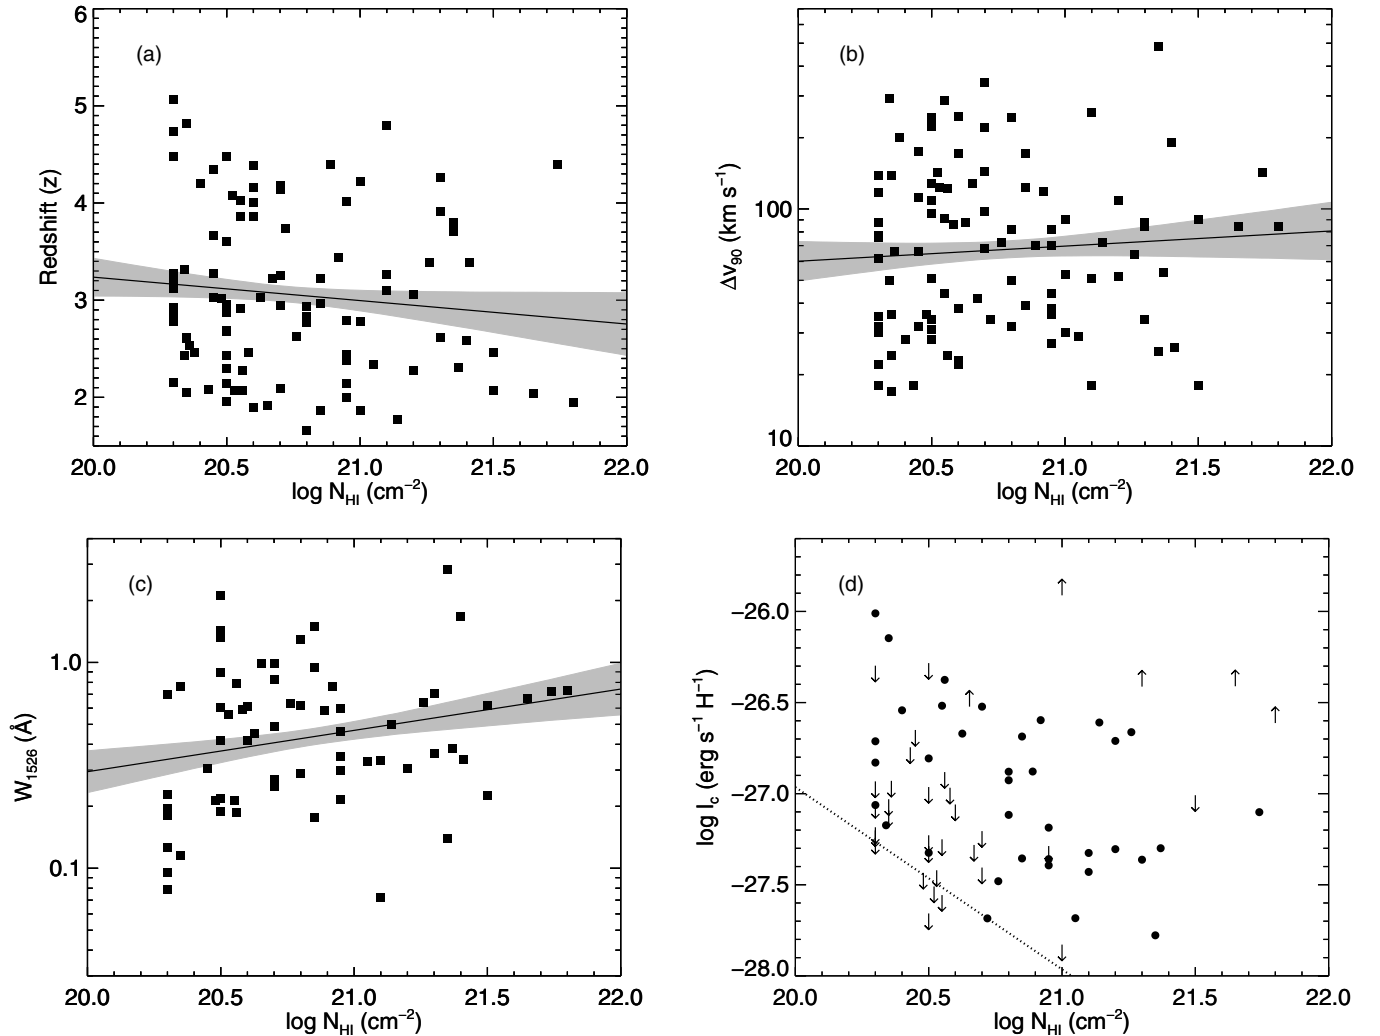 (a)
6
5
4
3
2
Redshift (z)
20.0 20.5 21.0 21.5 22.0
log N_HI (cm⁻²)
(b)
100
10
Δv₉₀ (km s⁻¹)
20.0 20.5 21.0 21.5 22.0
log N_HI (cm⁻²)
(c)
1.0
0.1
W₁₅₂₆ (Å)
20.0 20.5 21.0 21.5 22.0
log N_HI (cm⁻²)
(d)
−26.0
−26.5
−27.0
−27.5
−28.0
log l_c (erg s⁻¹ H⁻¹)
20.0 20.5 21.0 21.5 22.0
log N_HI (cm⁻²)